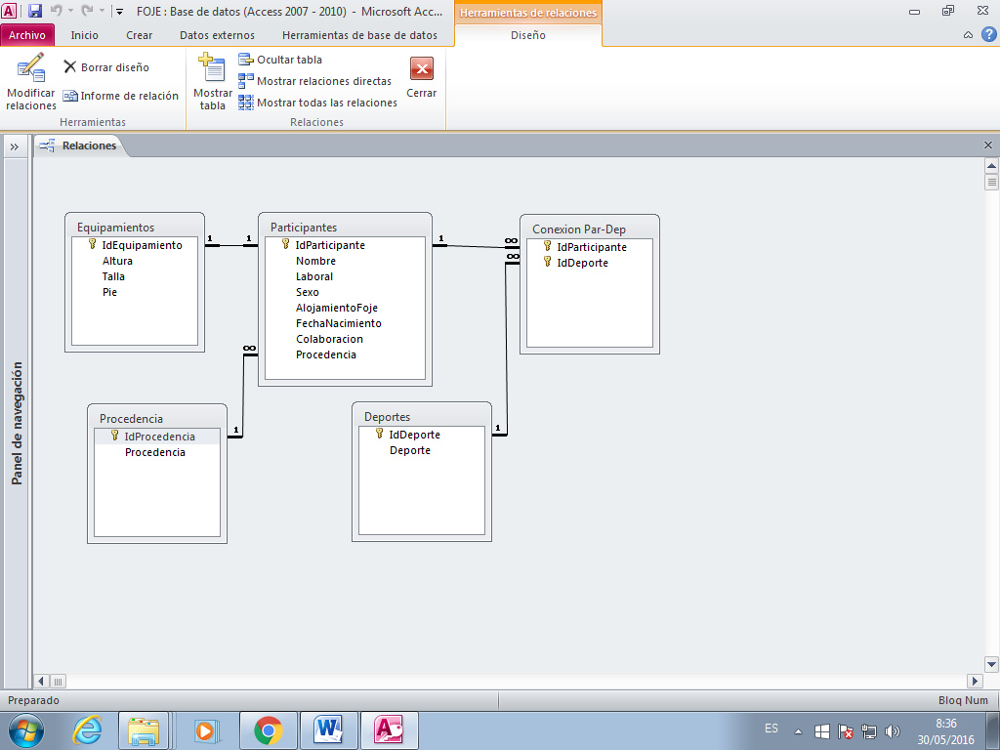 FOJE : Base de datos (Access 2007 - 2010) - Microsoft Acc...
Herramientas de relaciones
Archivo
Inicio
Crear
Datos externos
Herramientas de base de datos
Diseño
Modificar relaciones
Borrar diseño
Informe de relación
Herramientas
Mostrar tabla
Ocultar tabla
Mostrar relaciones directas
Mostrar todas las relaciones
Cerrar
Relaciones
»
Relaciones
Panel de navegación
Equipamientos
IdEquipamiento
Altura
Talla
Pie
1
1
Participantes
IdParticipante
Nombre
Laboral
Sexo
AlojamientoFoje
FechaNacimiento
Colaboracion
Procedencia
1
∞
∞
Conexion Par-Dep
IdParticipante
IdDeporte
∞
1
Procedencia
IdProcedencia
Procedencia
Deportes
IdDeporte
Deporte
1
Preparado
Bloq Num
ES
8:36
30/05/2016